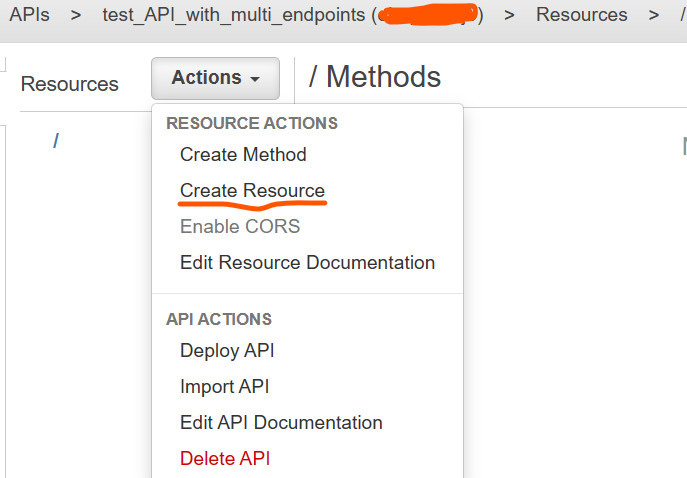 APIs > test_API_with_multi_endpoints ( ) > Resources > /
Resources
Actions
/ Methods
/
RESOURCE ACTIONS
Create Method
Create Resource
Enable CORS
Edit Resource Documentation
API ACTIONS
Deploy API
Import API
Edit API Documentation
Delete API